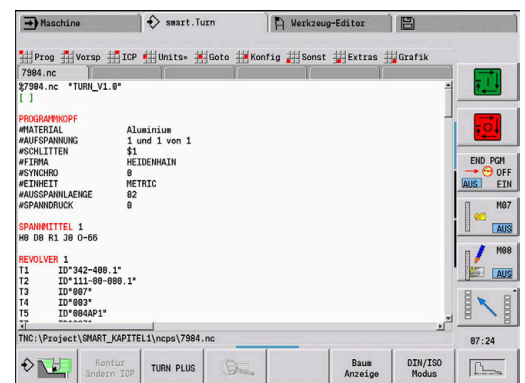 Maschine smart.Turn Werkzeug-Editor
Prog Vorsp ICP Units» Goto Konfig Sonst Extras Grafik
7984.nc
%7984.nc "TURN_V1.0"
[ ]
PROGRAMMKOPF
#MATERIAL Aluminium
#AUFSPANNUNG 1 und 1 von 1
#SCHLITTEN $1
#FIRMA HEIDENHAIN
#SYNCHRO 0
#EINHEIT METRIC
#AUSSPANNLAENGE 82
#SPANNDRUCK 0
SPANNMITTEL 1
H0 D0 R1 J0 O-66
REVOLVER 1
T1 ID"342-400.1"
T2 ID"111-80-080.1"
T3 ID"007"
T4 ID"003"
T5 ID"004AP1"
TNC:\Project\SMART_KAPITEL1\ncps\7984.nc
END PGM
OFF
AUS EIN
M07
AUS
M08
AUS
07:24
Kontur ändern ICP
TURN PLUS
Baum Anzeige
DIN/ISO Modus